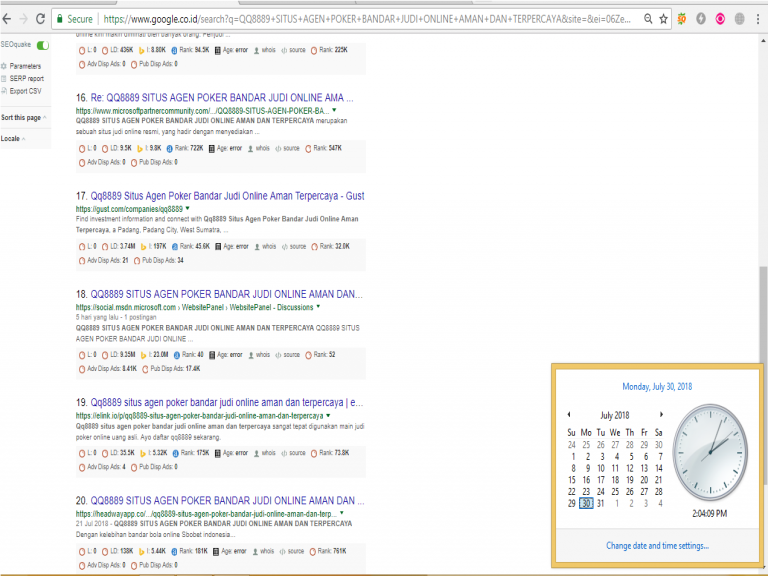 Secure https://www.google.co.id/search?q=QQ8889+SITUS+AGEN+POKER+BANDAR+JUDI+ONLINE+AMAN+DAN+TERPERCAYA&site=&ei=06Ze...
SEOquake
Parameters
SERP report
Export CSV
Sort this page
Locale
L: 0 LD: 436K I: 8.80K Rank: 94.5K Age: error whois source Rank: 225K
Adv Disp Ads: 0 Pub Disp Ads: 0
16. Re: QQ8889 SITUS AGEN POKER BANDAR JUDI ONLINE AMA ...
https://www.microsoftpartnercommunity.com/.../QQ8889-SITUS-AGEN-POKER-BA...
QQ8889 SITUS AGEN POKER BANDAR JUDI ONLINE AMAN DAN TERPERCAYA merupakan
sebuah situs judi online resmi, yang hadir dengan menyediakan ...
L: 0 LD: 9.5K I: 9.8K Rank: 722K Age: error whois source Rank: 547K
Adv Disp Ads: 0 Pub Disp Ads: 0
17. Qq8889 Situs Agen Poker Bandar Judi Online Aman Terpercaya - Gust
https://gust.com/companies/qq8889
Find investment information and connect with Qq8889 Situs Agen Poker Bandar Judi Online Aman
Terpercaya, a Padang, Padang City, West Sumatra, ...
L: 0 LD: 3.74M I: 197K Rank: 45.6K Age: error whois source Rank: 32.0K
Adv Disp Ads: 21 Pub Disp Ads: 34
18. QQ8889 SITUS AGEN POKER BANDAR JUDI ONLINE AMAN DAN...
https://social.msdn.microsoft.com › WebsitePanel › WebsitePanel - Discussions
5 hari yang lalu - 1 postingan
QQ8889 SITUS AGEN POKER BANDAR JUDI ONLINE AMAN DAN TERPERCAYA QQ8889 SITUS
AGEN POKER BANDAR JUDI ONLINE ...
L: 0 LD: 9.35M I: 23.0M Rank: 40 Age: error whois source Rank: 52
Adv Disp Ads: 8.41K Pub Disp Ads: 17.4K
19. Qq8889 situs agen poker bandar judi online aman dan terpercaya | e...
https://elink.io/p/qq8889-situs-agen-poker-bandar-judi-online-aman-dan-terpercaya
Qq8889 situs agen poker bandar judi online aman dan terpercaya sangat tepat digunakan main judi
poker online uang asli. Ayo daftar qq8889 sekarang.
L: 0 LD: 35.5K I: 5.32K Rank: 175K Age: error whois source Rank: 73.8K
Adv Disp Ads: 4 Pub Disp Ads: 0
20. QQ8889 SITUS AGEN POKER BANDAR JUDI ONLINE AMAN DAN ...
https://headwayapp.co/.../qq8889-situs-agen-poker-bandar-judi-online-aman-dan-terp...
21 Jul 2018 - QQ8889 SITUS AGEN POKER BANDAR JUDI ONLINE AMAN DAN TERPERCAYA
Dengan kelebihan bandar bola online Sbobet indonesia...
L: 0 LD: 138K I: 3.44K Rank: 181K Age: error whois source Rank: 761K
Adv Disp Ads: 0 Pub Disp Ads: 0
Monday, July 30, 2018
July 2018
Su Mo Tu We Th Fr Sa
24 25 26 27 28 29 30
1 2 3 4 5 6 7
8 9 10 11 12 13 14
15 16 17 18 19 20 21
22 23 24 25 26 27 28
29 30 31 1 2 3 4
2:04:09 PM
Change date and time settings...